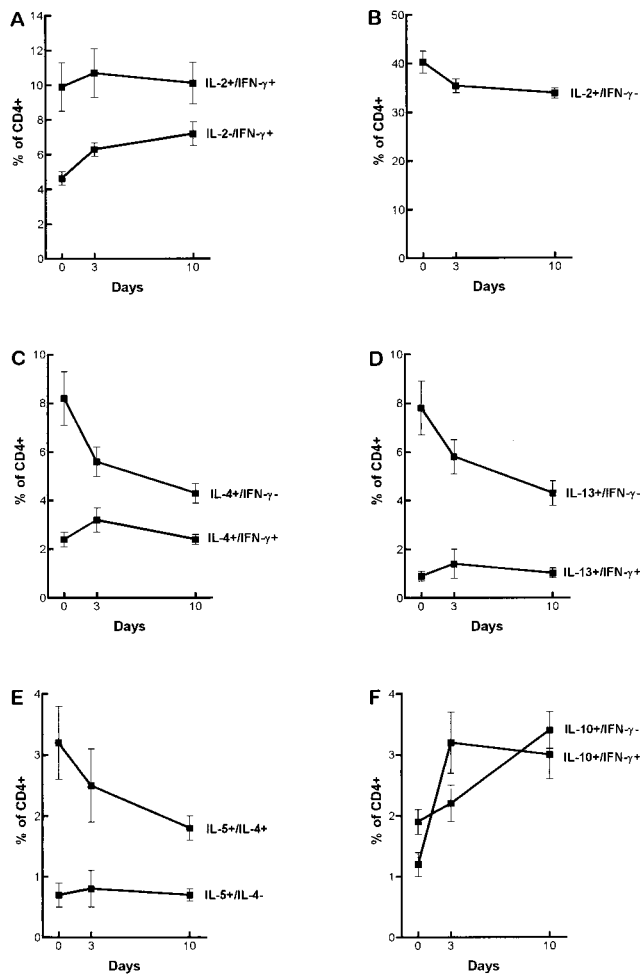 A
% of CD4+
14
12
10
8
6
4
2
0
IL-2+/IFN-γ+
IL-2-/IFN-γ+
0 3 10
Days
B
% of CD4+
50
40
30
20
10
0
IL-2+/IFN-γ-
0 3 10
Days
C
% of CD4+
10
8
6
4
2
0
IL-4+/IFN-γ-
IL-4+/IFN-γ+
0 3 10
Days
D
% of CD4+
10
8
6
4
2
0
IL-13+/IFN-γ-
IL-13+/IFN-γ+
0 3 10
Days
E
% of CD4+
4
3
2
1
0
IL-5+/IL-4+
IL-5+/IL-4-
0 3 10
Days
F
% of CD4+
4
3
2
1
0
IL-10+/IFN-γ-
IL-10+/IFN-γ+
0 3 10
Days